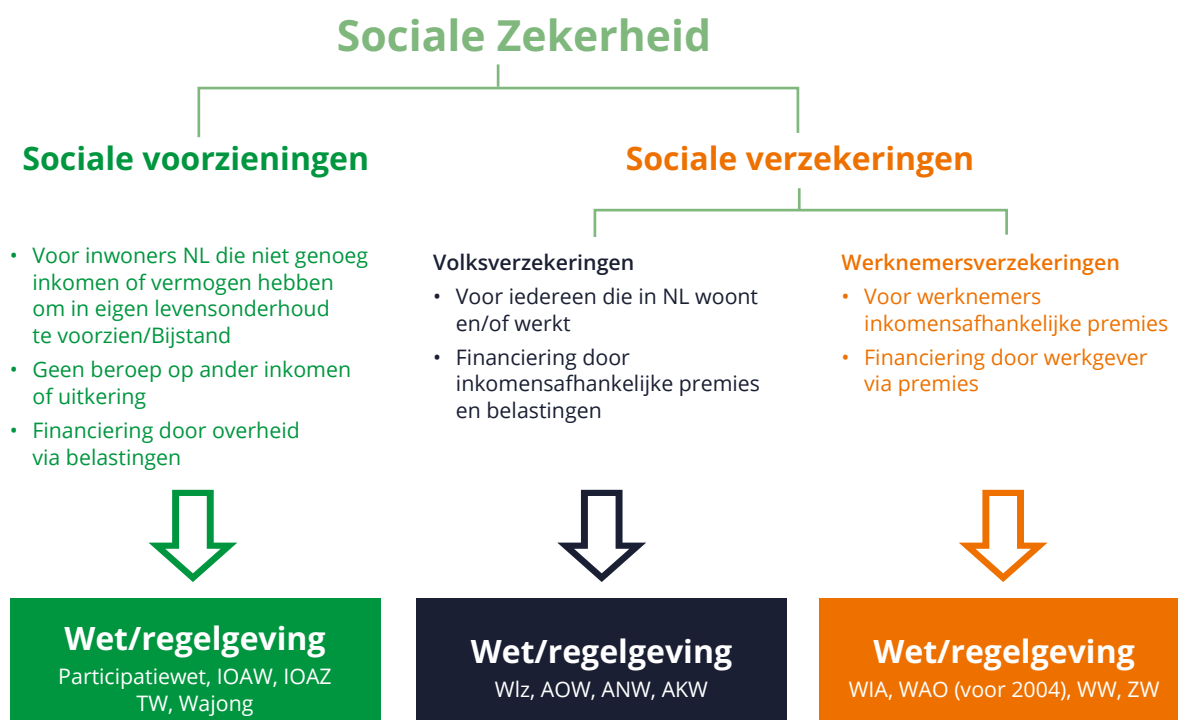 Sociale Zekerheid
Sociale voorzieningen
• Voor inwoners NL die niet genoeg
inkomen of vermogen hebben
om in eigen levensonderhoud
te voorzien/Bijstand
• Geen beroep op ander inkomen
of uitkering
• Financiering door overheid
via belastingen
Wet/regelgeving
Participatiewet, IOAW, IOAZ
TW, Wajong
Sociale verzekeringen
Volksverzekeringen
• Voor iedereen die in NL woont
en/of werkt
• Financiering door
inkomensafhankelijke premies
en belastingen
Wet/regelgeving
Wlz, AOW, ANW, AKW
Werknemersverzekeringen
• Voor werknemers
inkomensafhankelijke premies
• Financiering door werkgever
via premies
Wet/regelgeving
WIA, WAO (voor 2004), WW, ZW